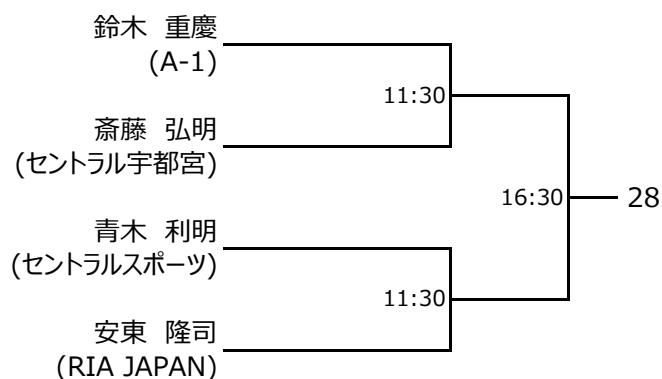 鈴木 重慶
(A-1)
11:30
斎藤 弘明
(セントラル宇都宮)
16:30
28
青木 利明
(セントラルスポーツ)
11:30
安東 隆司
(RIA JAPAN)